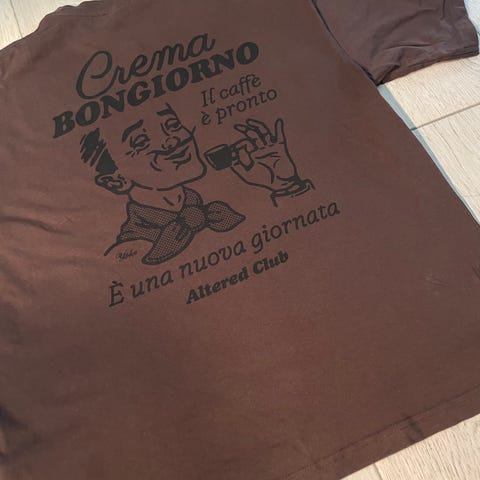 Crema
BONGIORNO
Il caffè
è pronto
È una nuova giornata
Altered Club